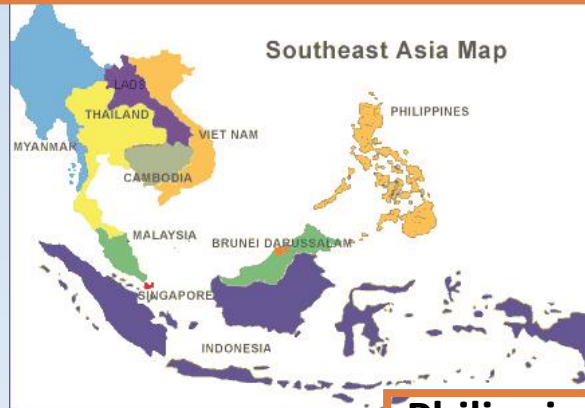 Southeast Asia Map
LAOS
PHILIPPINES
THAILAND
VIET NAM
MYANMAR
CAMBODIA
MALAYSIA
BRUNEI DARUSSALAM
SINGAPORE
INDONESIA